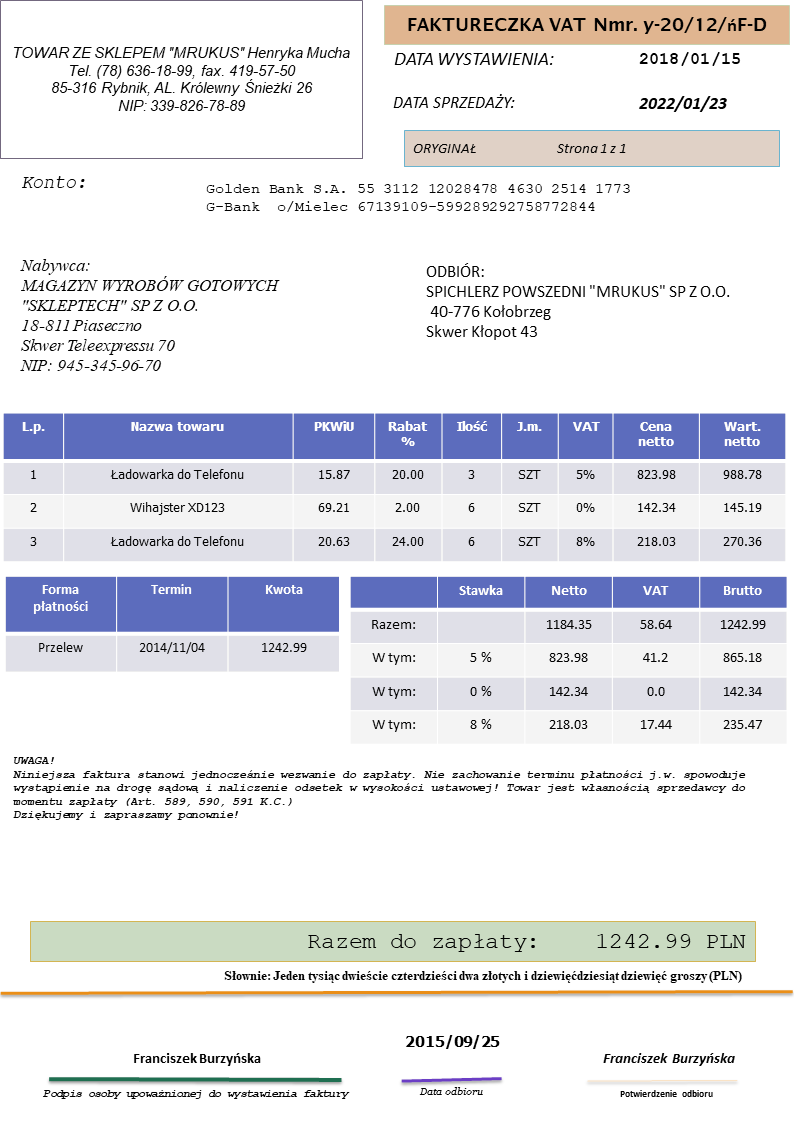 TOWAR ZE SKLEPEM "MRUKUS" Henryka Mucha
Tel. (78) 636-18-99, fax. 419-57-50
85-316 Rybnik, AL. Królewny Śnieżki 26
NIP: 339-826-78-89
FAKTURECZKA VAT Nmr. y-20/12/ńF-D
DATA WYSTAWIENIA: 2018/01/15
DATA SPRZEDAŻY: 2022/01/23
ORYGINAŁ Strona 1 z 1
Konto:
Golden Bank S.A. 55 3112 12028478 4630 2514 1773
G-Bank o/Mielec 67139109-599289292758772844
Nabywca:
MAGAZYN WYROBÓW GOTOWYCH
"SKLEPTECH" SP Z O.O.
18-811 Piaseczno
Skwer Teleexpressu 70
NIP: 945-345-96-70
ODBIÓR:
SPICHLERZ POWSZEDNI "MRUKUS" SP Z O.O.
40-776 Kołobrzeg
Skwer Kłopot 43
L.p. Nazwa towaru PKWiU Rabat % Ilość J.m. VAT Cena netto Wart. netto
1 Ładowarka do Telefonu 15.87 20.00 3 SZT 5% 823.98 988.78
2 Wihajster XD123 69.21 2.00 6 SZT 0% 142.34 145.19
3 Ładowarka do Telefonu 20.63 24.00 6 SZT 8% 218.03 270.36
Forma płatności Termin Kwota
Przelew 2014/11/04 1242.99
Stawka Netto VAT Brutto
Razem: 1184.35 58.64 1242.99
W tym: 5 % 823.98 41.2 865.18
W tym: 0 % 142.34 0.0 142.34
W tym: 8 % 218.03 17.44 235.47
UWAGA!
Niniejsza faktura stanowi jednocześnie wezwanie do zapłaty. Nie zachowanie terminu płatności j.w. spowoduje
wystąpienie na drogę sądową i naliczenie odsetek w wysokości ustawowej! Towar jest własnością sprzedawcy do
momentu zapłaty (Art. 589, 590, 591 K.C.)
Dziękujemy i zapraszamy ponownie!
Razem do zapłaty: 1242.99 PLN
Słownie: Jeden tysiąc dwieście czterdzieści dwa złotych i dziewięćdziesiąt dziewięć groszy (PLN)
Franciszek Burzyńska
Podpis osoby upoważnionej do wystawienia faktury
2015/09/25
Data odbioru
Franciszek Burzyńska
Potwierdzenie odbioru